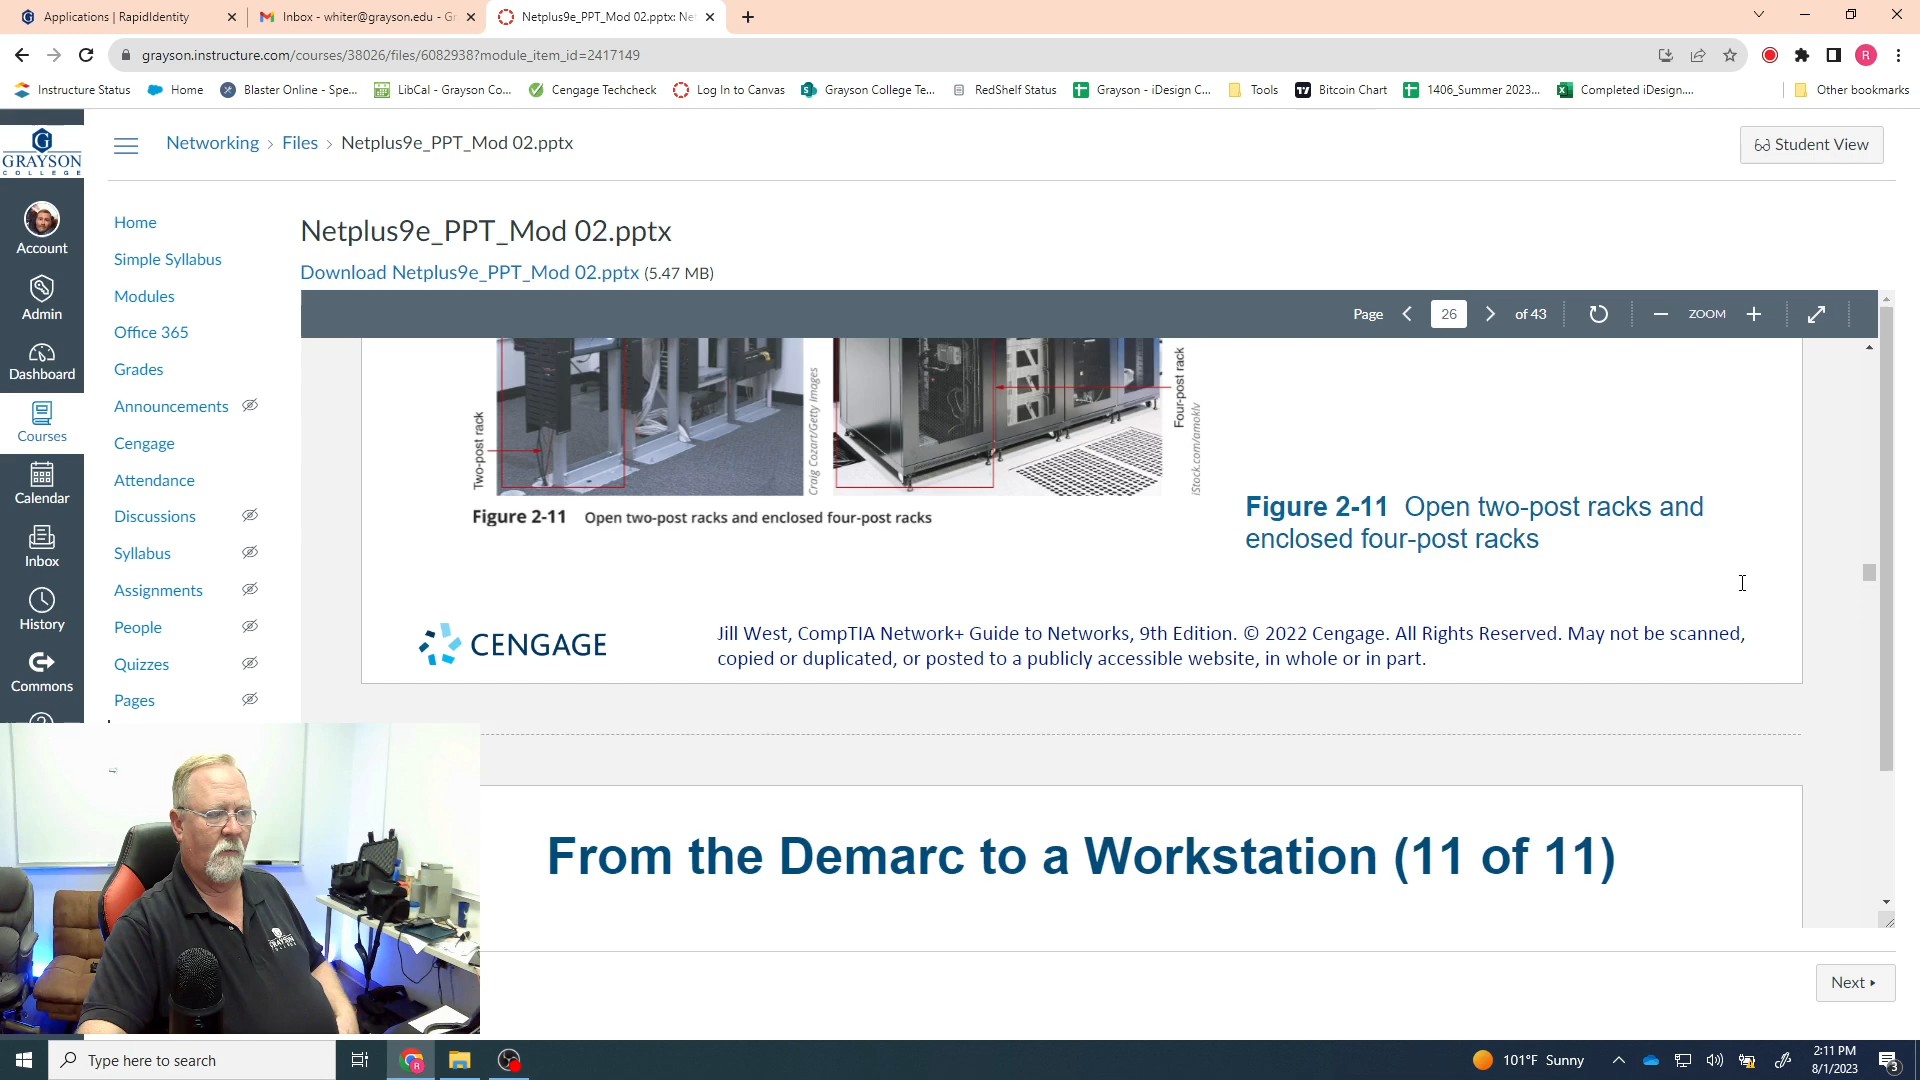 Applications | RapidIdentity
Inbox - whiter@grayson.edu - Gr
Netplus9e_PPT_Mod 02.pptx: Net
grayson.instructure.com/courses/38026/files/6082938?module_item_id=2417149
R
Instructure Status
Home
Blaster Online - Spe...
LibCal - Grayson Co...
Cengage Techcheck
Log In to Canvas
Grayson College Te...
RedShelf Status
Grayson - iDesign C...
Tools
Bitcoin Chart
1406_Summer 2023...
Completed iDesign....
Other bookmarks
GRAYSON
COLLEGE
Networking › Files › Netplus9e_PPT_Mod 02.pptx
Student View
Account
Admin
Dashboard
Courses
Calendar
Inbox
History
Commons
Home
Simple Syllabus
Modules
Office 365
Grades
Announcements
Cengage
Attendance
Discussions
Syllabus
Assignments
People
Quizzes
Pages
Netplus9e_PPT_Mod 02.pptx
Download Netplus9e_PPT_Mod 02.pptx (5.47 MB)
Page 26 of 43
ZOOM
Two-post rack
Craig Cozart/Getty Images
Four-post rack
iStock.com/amoklv
Figure 2-11 Open two-post racks and enclosed four-post racks
Figure 2-11 Open two-post racks and
enclosed four-post racks
CENGAGE
Jill West, CompTIA Network+ Guide to Networks, 9th Edition. © 2022 Cengage. All Rights Reserved. May not be scanned,
copied or duplicated, or posted to a publicly accessible website, in whole or in part.
From the Demarc to a Workstation (11 of 11)
GRAYSON
Next
Type here to search
101°F Sunny
2:11 PM
8/1/2023
3